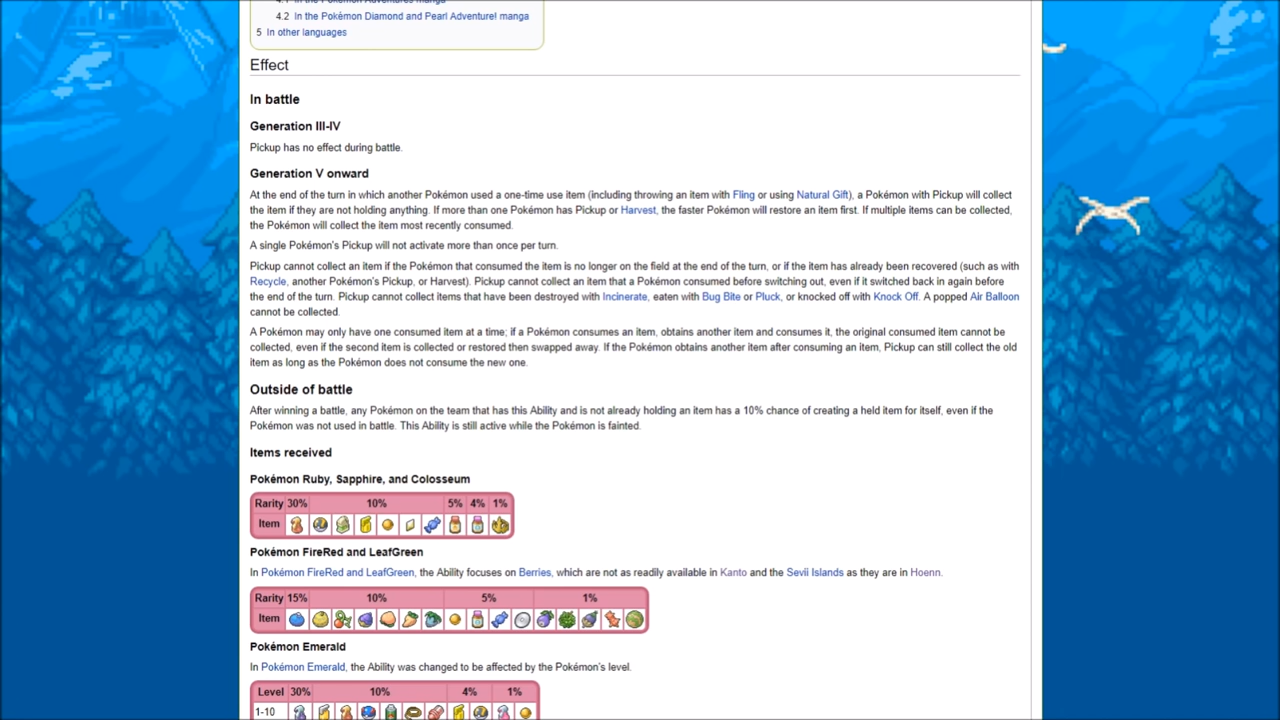 4.1 In the Pokémon Adventures manga
4.2 In the Pokémon Diamond and Pearl Adventure! manga
5 In other languages
Effect
In battle
Generation III-IV
Pickup has no effect during battle.
Generation V onward
At the end of the turn in which another Pokémon used a one-time use item (including throwing an item with Fling or using Natural Gift), a Pokémon with Pickup will collect
the item if they are not holding anything. If more than one Pokémon has Pickup or Harvest, the faster Pokémon will restore an item first. If multiple items can be collected,
the Pokémon will collect the item most recently consumed.
A single Pokémon's Pickup will not activate more than once per turn.
Pickup cannot collect an item if the Pokémon that consumed the item is no longer on the field at the end of the turn, or if the item has already been recovered (such as with
Recycle, another Pokémon's Pickup, or Harvest). Pickup cannot collect an item that a Pokémon consumed before switching out, even if it switched back in again before
the end of the turn. Pickup cannot collect items that have been destroyed with Incinerate, eaten with Bug Bite or Pluck, or knocked off with Knock Off. A popped Air Balloon
cannot be collected.
A Pokémon may only have one consumed item at a time; if a Pokémon consumes an item, obtains another item and consumes it, the original consumed item cannot be
collected, even if the second item is collected or restored then swapped away. If the Pokémon obtains another item after consuming an item, Pickup can still collect the old
item as long as the Pokémon does not consume the new one.
Outside of battle
After winning a battle, any Pokémon on the team that has this Ability and is not already holding an item has a 10% chance of creating a held item for itself, even if the
Pokémon was not used in battle. This Ability is still active while the Pokémon is fainted.
Items received
Pokémon Ruby, Sapphire, and Colosseum
Rarity 30% 10% 5% 4% 1%
Item
Pokémon FireRed and LeafGreen
In Pokémon FireRed and LeafGreen, the Ability focuses on Berries, which are not as readily available in Kanto and the Sevii Islands as they are in Hoenn.
Rarity 15% 10% 5% 1%
Item
Pokémon Emerald
In Pokémon Emerald, the Ability was changed to be affected by the Pokémon's level.
Level 30% 10% 4% 1%
1-10